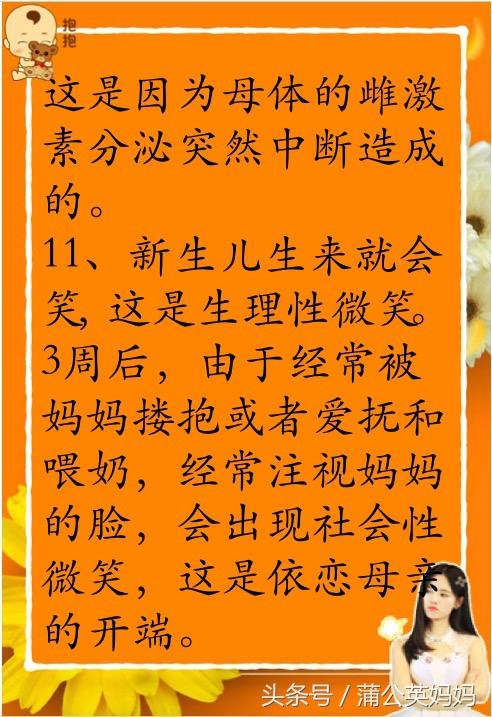 抱抱
这是因为母体的雌激
素分泌突然中断造成
的。
11、新生儿生来就会
笑,这是生理性微笑。
3周后，由于经常被
妈妈搂抱或者爱抚和
喂奶，经常注视妈妈
的脸，会出现社会性
微笑，这是依恋母亲
的开端。
头条号 / 蒲公英妈妈